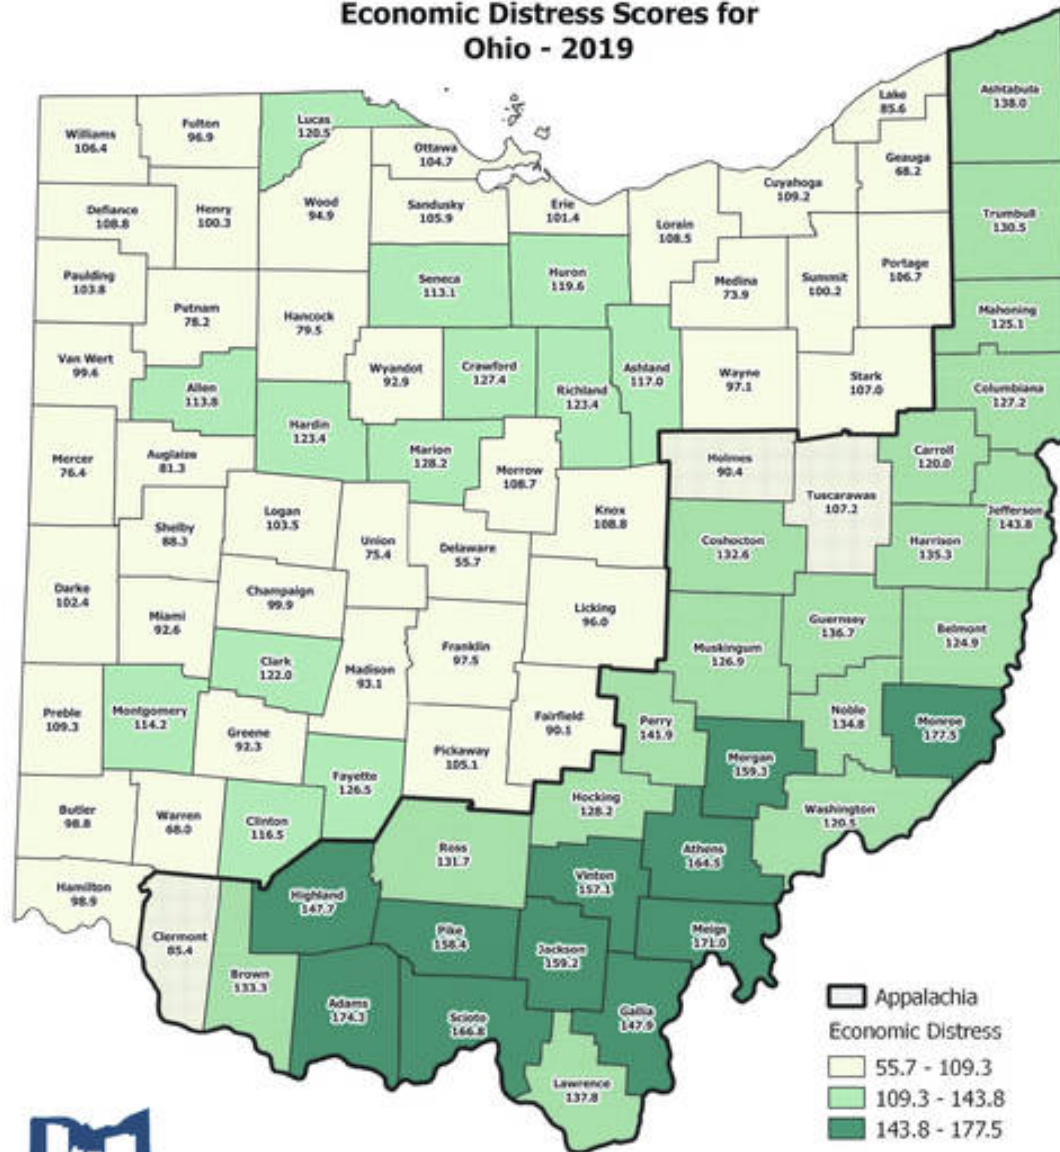 Economic Distress Scores for
Ohio - 2019
Williams
106.4
Fulton
96.9
Lucas
120.5
Ottawa
104.7
Lake
85.6
Ashtabula
138.0
Geauga
68.2
Cuyahoga
109.2
Defiance
108.8
Henry
100.3
Wood
94.9
Sandusky
105.9
Erie
101.4
Lorain
108.5
Trumbull
130.5
Paulding
103.8
Putnam
78.2
Hancock
79.5
Seneca
113.1
Huron
119.6
Medina
73.9
Summit
100.2
Portage
106.7
Mahoning
125.1
Van Wert
99.6
Allen
113.8
Wyandot
92.9
Crawford
127.4
Richland
123.4
Ashland
117.0
Wayne
97.1
Stark
107.0
Columbiana
127.2
Mercer
76.4
Auglaize
81.3
Hardin
123.4
Marion
128.2
Morrow
108.7
Holmes
90.4
Tuscarawas
107.2
Carroll
120.0
Jefferson
143.8
Shelby
88.3
Logan
103.5
Union
75.4
Delaware
55.7
Knox
108.8
Coshocton
132.6
Harrison
135.3
Darke
102.4
Miami
92.6
Champaign
99.9
Licking
96.0
Guernsey
136.7
Belmont
124.9
Clark
122.0
Madison
93.1
Franklin
97.5
Muskingum
126.9
Preble
109.3
Montgomery
114.2
Greene
92.3
Fayette
126.5
Pickaway
105.1
Fairfield
90.1
Perry
141.9
Morgan
159.3
Noble
134.8
Monroe
177.5
Butler
98.8
Warren
68.0
Clinton
116.5
Ross
131.7
Hocking
128.2
Athens
164.5
Washington
120.5
Hamilton
98.9
Clermont
85.4
Highland
147.7
Pike
158.4
Vinton
157.1
Jackson
159.2
Meigs
171.0
Brown
133.3
Adams
174.3
Scioto
166.8
Gallia
147.9
Lawrence
137.8
Appalachia
Economic Distress
55.7 - 109.3
109.3 - 143.8
143.8 - 177.5